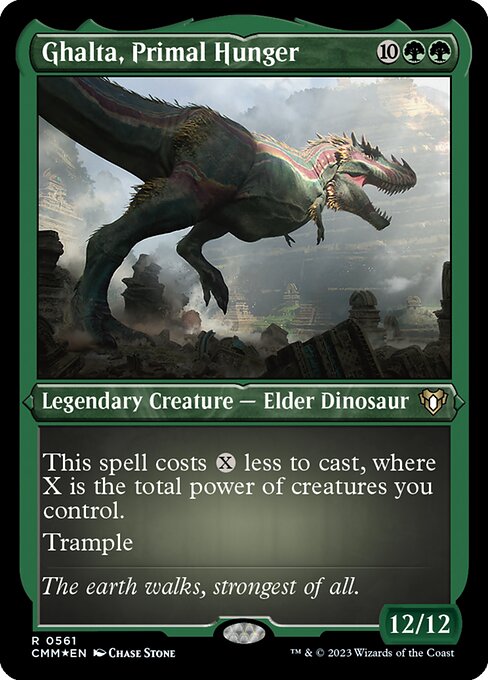 Ghalta, Primal Hunger 10
Legendary Creature — Elder Dinosaur
This spell costs X less to cast, where
X is the total power of creatures you
control.
Trample
The earth walks, strongest of all.
12/12
R 0561
CMM★EN Chase Stone
™ & © 2023 Wizards of the Coast